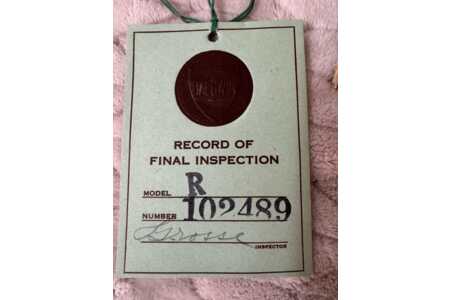 RECORD OF
FINAL INSPECTION
MODEL R
NUMBER 102489
Grosse
INSPECTOR